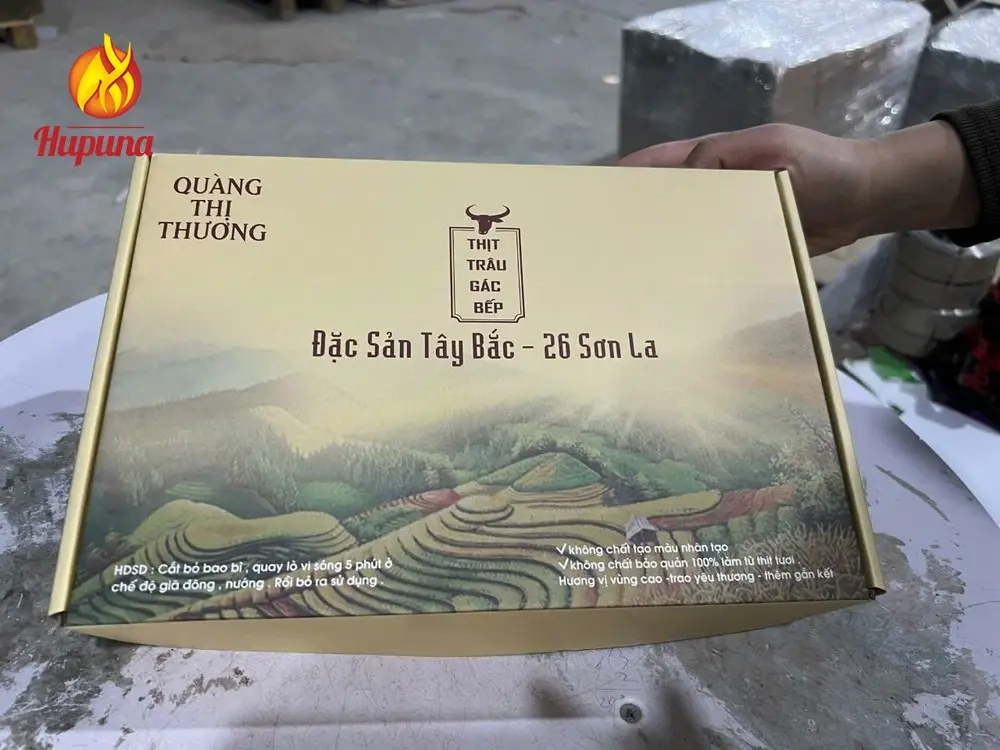 Hupuna
QUÀNG
THỊ
THƯƠNG
THỊT
TRÂU
GÁC
BẾP
Đặc Sản Tây Bắc - 26 Sơn La
HDSD : Cắt bỏ bao bì , quay lò vi sóng 5 phút ở
chế độ giã đông , nướng . Rồi bỏ ra sử dụng .
✓không chất tạo màu nhân tạo
✓không chất bảo quản 100% làm từ thịt tươi
Hương vị vùng cao -trao yêu thương - thêm gắn kết